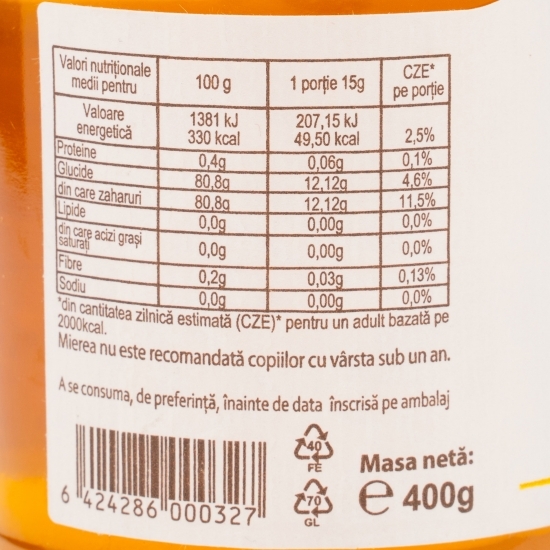 Valori nutriționale medii pentru 100 g 1 porție 15g CZE* pe porție
Valoare energetică 1381 kJ 330 kcal 207,15 kJ 49,50 kcal 2,5%
Proteine 0,4g 0,06g 0,1%
Glucide 80,8g 12,12g 4,6%
din care zaharuri 80,8g 12,12g 11,5%
Lipide 0,0g 0,00g 0,0%
din care acizi grași saturați 0,0g 0,00g 0,0%
Fibre 0,2g 0,03g 0,13%
Sodiu 0,0g 0,00g 0,0%
*din cantitatea zilnică estimată (CZE)* pentru un adult bazată pe
2000kcal.
Mierea nu este recomandată copiilor cu vârsta sub un an.
A se consuma, de preferință, înainte de data înscrisă pe ambalaj
40
FE
70
GL
Masa netă:
℮ 400g
6 424286 000327